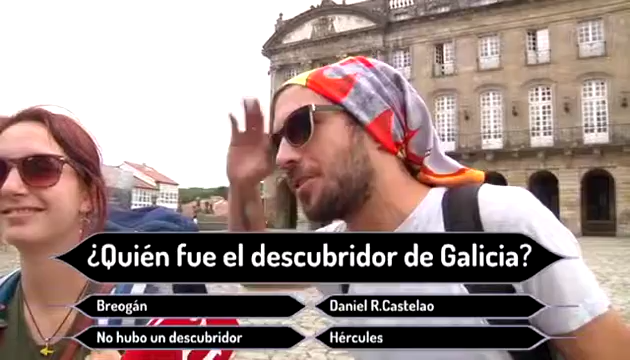 ¿Quién fue el descubridor de Galicia?
Breogán
Daniel R.Castelao
No hubo un descubridor
Hércules